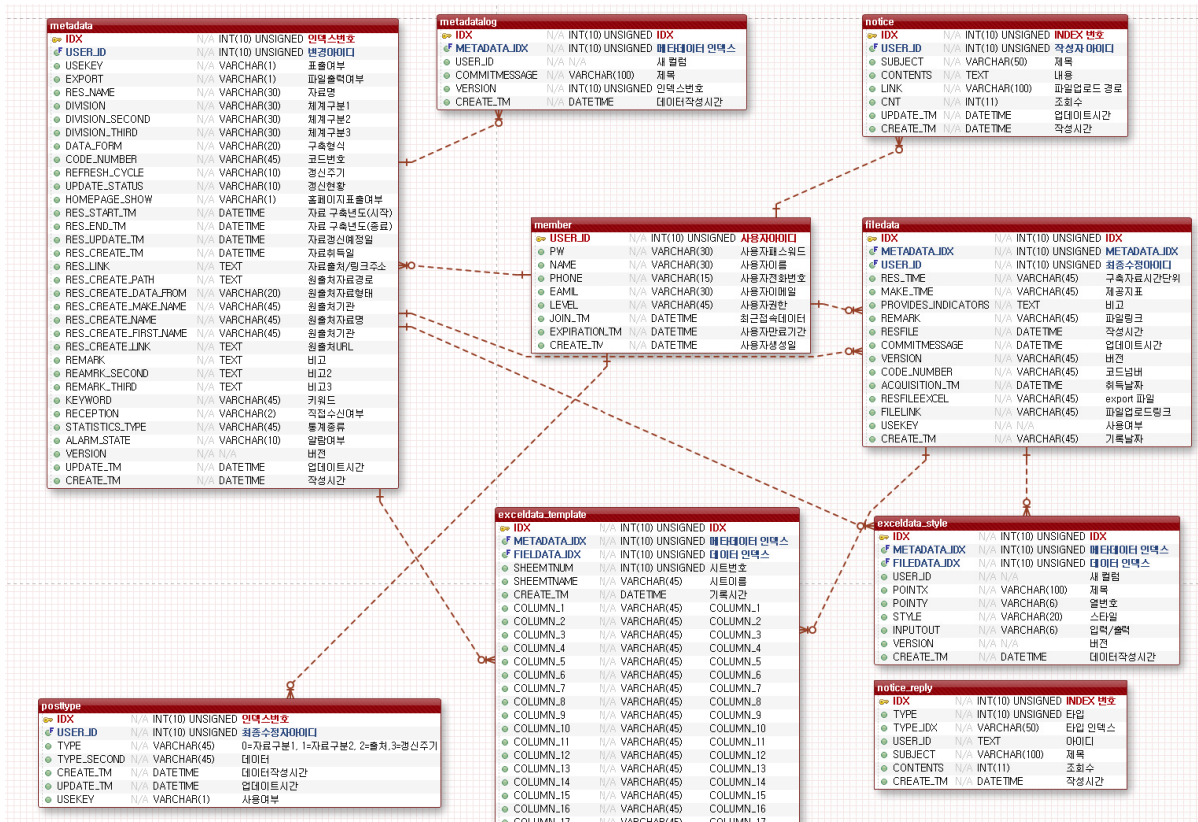 metadata
IDX N/A INT(10) UNSIGNED 인덱스번호
USER_ID N/A INT(10) UNSIGNED 변경아이디
USEKEY N/A VARCHAR(1) 표출여부
EXPORT N/A VARCHAR(1) 파일출력여부
RES_NAME N/A VARCHAR(30) 자료명
DIVISION N/A VARCHAR(30) 체계구분1
DIVISION_SECOND N/A VARCHAR(30) 체계구분2
DIVISION_THIRD N/A VARCHAR(30) 체계구분3
DATA_FORM N/A VARCHAR(20) 구축형식
CODE_NUMBER N/A VARCHAR(45) 코드번호
REFRESH_CYCLE N/A VARCHAR(10) 갱신주기
UPDATE_STATUS N/A VARCHAR(10) 갱신현황
HOMEPAGE_SHOW N/A VARCHAR(1) 홈페이지표출여부
RES_START_TM N/A DATETIME 자료 구축년도(시작)
RES_END_TM N/A DATETIME 자료 구축년도(종료)
RES_UPDATE_TM N/A DATETIME 자료갱신예정일
RES_CREATE_TM N/A DATETIME 자료취득일
RES_LINK N/A TEXT 자료출처/링크주소
RES_CREATE_PATH N/A TEXT 원출처자료경로
RES_CREATE_DATA_FROM N/A VARCHAR(20) 원출처자료형태
RES_CREATE_MAKE_NAME N/A VARCHAR(45) 원출처기관
RES_CREATE_NAME N/A VARCHAR(45) 원출처자료명
RES_CREATE_FIRST_NAME N/A VARCHAR(45) 원출처기관
RES_CREATE_LINK N/A TEXT 원출처URL
REMARK N/A TEXT 비고
REAMRK_SECOND N/A TEXT 비고2
REMARK_THIRD N/A TEXT 비고3
KEYWORD N/A VARCHAR(45) 키워드
RECEPTION N/A VARCHAR(2) 직접수신여부
STATISTICS_TYPE N/A VARCHAR(45) 통계종류
ALARM_STATE N/A VARCHAR(10) 알람여부
VERSION N/A N/A 버전
UPDATE_TM N/A DATETIME 업데이트시간
CREATE_TM N/A DATETIME 작성시간
metadatalog
IDX N/A INT(10) UNSIGNED IDX
METADATA_IDX N/A INT(10) UNSIGNED 메타데이터 인덱스
USER_ID N/A N/A 새 컬럼
COMMITMESSAGE N/A VARCHAR(100) 제목
VERSION N/A INT(10) UNSIGNED 인덱스번호
CREATE_TM N/A DATETIME 데이터작성시간
notice
IDX N/A INT(10) UNSIGNED INDEX 번호
USER_ID N/A INT(10) UNSIGNED 작성자 아이디
SUBJECT N/A VARCHAR(50) 제목
CONTENTS N/A TEXT 내용
LINK N/A VARCHAR(100) 파일업로드 경로
CNT N/A INT(11) 조회수
UPDATE_TM N/A DATETIME 업데이트시간
CREATE_TM N/A DATETIME 작성시간
member
USER_ID N/A INT(10) UNSIGNED 사용자아이디
PW N/A VARCHAR(30) 사용자패스워드
NAME N/A VARCHAR(30) 사용자이름
PHONE N/A VARCHAR(15) 사용자전화번호
EAMIL N/A VARCHAR(30) 사용자이메일
LEVEL N/A VARCHAR(45) 사용자권한
JOIN_TM N/A DATETIME 최근접속데이터
EXPIRATION_TM N/A DATETIME 사용자만료기간
CREATE_TM N/A DATETIME 사용자생성일
filedata
IDX N/A INT(10) UNSIGNED IDX
METADATA_IDX N/A INT(10) UNSIGNED METADATA_IDX
USER_ID N/A INT(10) UNSIGNED 최종수정아이디
RES_TIME N/A VARCHAR(45) 구축자료시간단위
MAKE_TIME N/A VARCHAR(45) 제공지표
PROVIDES_INDICATORS N/A TEXT 비고
REMARK N/A VARCHAR(45) 파일링크
RESFILE N/A DATETIME 작성시간
COMMITMESSAGE N/A DATETIME 업데이트시간
VERSION N/A VARCHAR(45) 버전
CODE_NUMBER N/A VARCHAR(45) 코드넘버
ACQUISITION_TM N/A DATETIME 취득날짜
RESFILEEXCEL N/A VARCHAR(45) export 파일
FILELINK N/A VARCHAR(45) 파일업로드링크
USEKEY N/A N/A 사용여부
CREATE_TM N/A VARCHAR(45) 기록날짜
exceldata_template
IDX N/A INT(10) UNSIGNED IDX
METADATA_IDX N/A INT(10) UNSIGNED 메타데이터 인덱스
FIELDATA_IDX N/A INT(10) UNSIGNED 데이터 인덱스
SHEEMTNUM N/A INT(10) UNSIGNED 시트번호
SHEEMTNAME N/A VARCHAR(45) 시트이름
CREATE_TM N/A DATETIME 기록시간
COLUMN_1 N/A VARCHAR(45) COLUMN_1
COLUMN_2 N/A VARCHAR(45) COLUMN_2
COLUMN_3 N/A VARCHAR(45) COLUMN_3
COLUMN_4 N/A VARCHAR(45) COLUMN_4
COLUMN_5 N/A VARCHAR(45) COLUMN_5
COLUMN_6 N/A VARCHAR(45) COLUMN_6
COLUMN_7 N/A VARCHAR(45) COLUMN_7
COLUMN_8 N/A VARCHAR(45) COLUMN_8
COLUMN_9 N/A VARCHAR(45) COLUMN_9
COLUMN_10 N/A VARCHAR(45) COLUMN_10
COLUMN_11 N/A VARCHAR(45) COLUMN_11
COLUMN_12 N/A VARCHAR(45) COLUMN_12
COLUMN_13 N/A VARCHAR(45) COLUMN_13
COLUMN_14 N/A VARCHAR(45) COLUMN_14
COLUMN_15 N/A VARCHAR(45) COLUMN_15
COLUMN_16 N/A VARCHAR(45) COLUMN_16
COLUMN_17 N/A VARCHAR(45) COLUMN_17
exceldata_style
IDX N/A INT(10) UNSIGNED IDX
METADATA_IDX N/A INT(10) UNSIGNED 메타데이터 인덱스
FILEDATA_IDX N/A INT(10) UNSIGNED 데이터 인덱스
USER_ID N/A N/A 새 컬럼
POINTX N/A VARCHAR(100) 제목
POINTY N/A VARCHAR(6) 열번호
STYLE N/A VARCHAR(20) 스타일
INPUTOUT N/A VARCHAR(6) 입력/출력
VERSION N/A N/A 버전
CREATE_TM N/A DATETIME 데이터작성시간
notice_reply
IDX N/A INT(10) UNSIGNED INDEX 번호
TYPE N/A INT(10) UNSIGNED 타입
TYPE_IDX N/A VARCHAR(50) 타입 인덱스
USER_ID N/A TEXT 아이디
SUBJECT N/A VARCHAR(100) 제목
CONTENTS N/A INT(11) 조회수
CREATE_TM N/A DATETIME 작성시간
posttype
IDX N/A INT(10) UNSIGNED 인덱스번호
USER_ID N/A INT(10) UNSIGNED 최종수정자아이디
TYPE N/A VARCHAR(45) 0=자료구분1, 1=자료구분2, 2=출처,3=갱신주기
TYPE_SECOND N/A VARCHAR(45) 데이터
CREATE_TM N/A DATETIME 데이터작성시간
UPDATE_TM N/A DATETIME 업데이트시간
USEKEY N/A VARCHAR(1) 사용여부